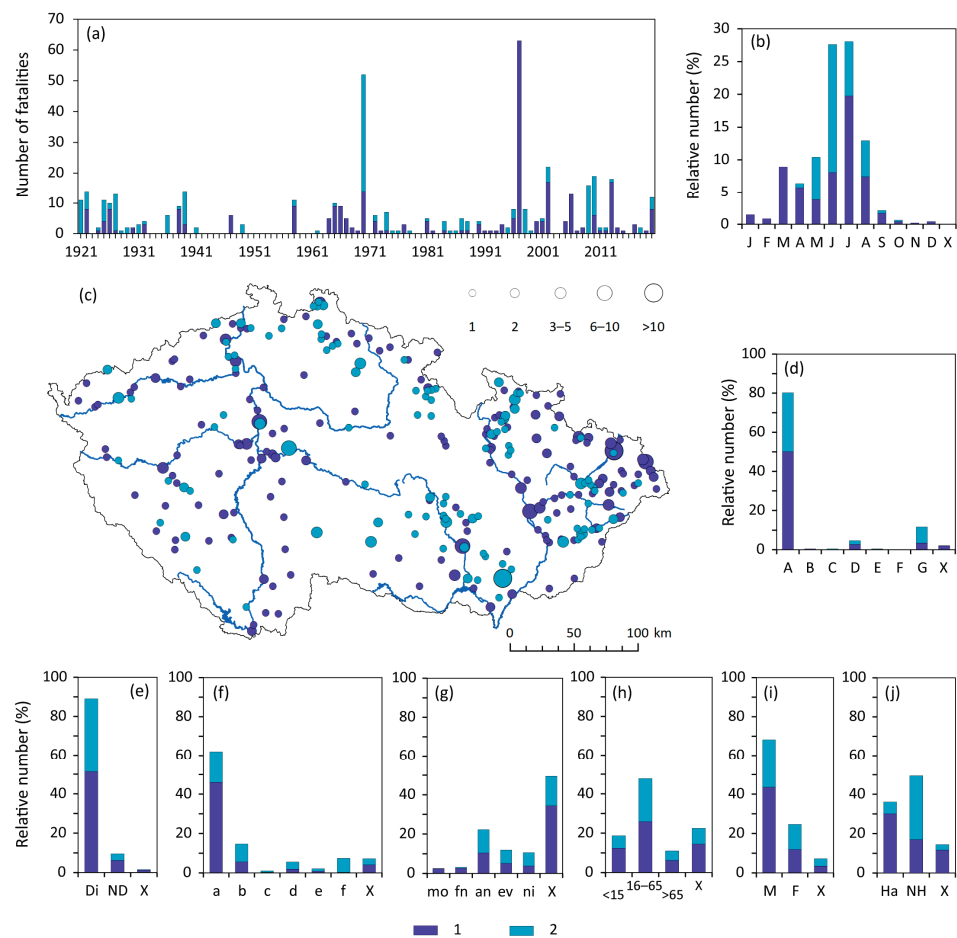 (a)
Number of fatalities
70
60
50
40
30
20
10
0
1921 1931 1941 1951 1961 1971 1981 1991 2001 2011
(b)
Relative number (%)
30
25
20
15
10
5
0
J F M A M J J A S O N D X
(c)
1 2 3–5 6–10 >10
0 50 100 km
(d)
Relative number (%)
100
80
60
40
20
0
A B C D E F G X
(e)
Relative number (%)
100
80
60
40
20
0
Di ND X
(f)
100
80
60
40
20
0
a b c d e f X
(g)
100
80
60
40
20
0
mo fn an ev ni X
(h)
100
80
60
40
20
0
<15 16–65 >65 X
(i)
100
80
60
40
20
0
M F X
(j)
100
80
60
40
20
0
Ha NH X
1 2